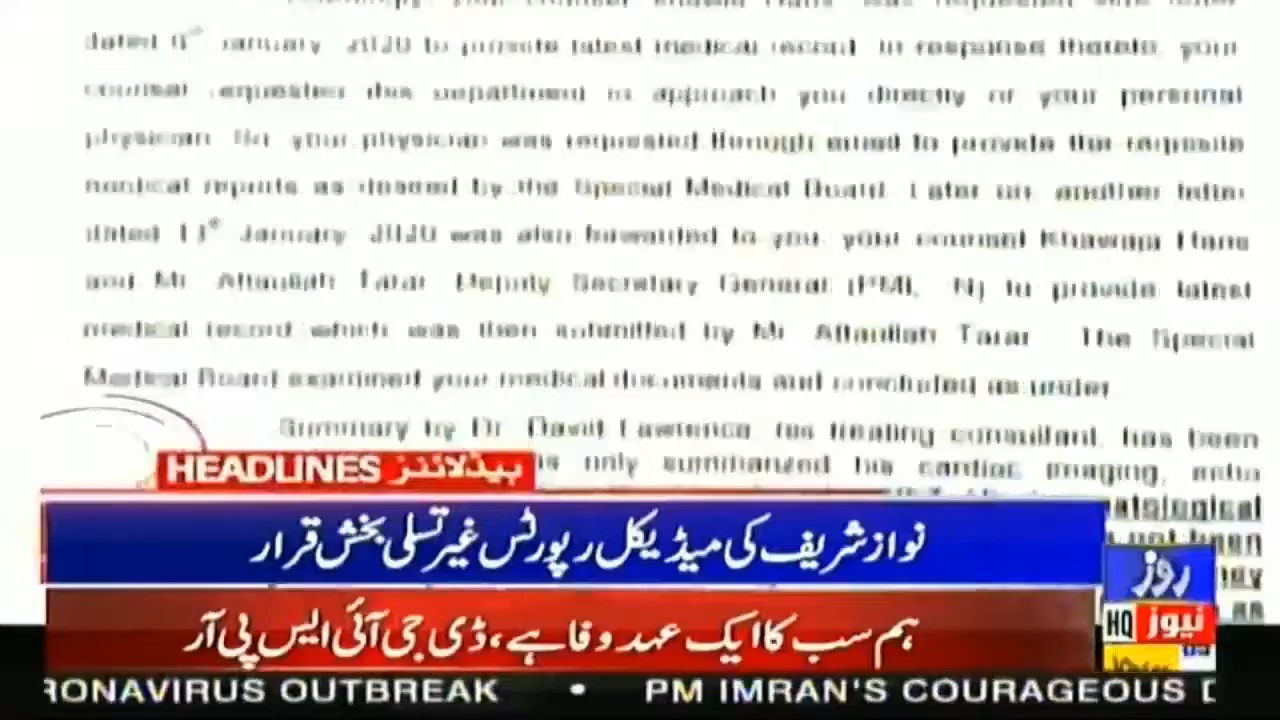 dated 6th January, 2020 to provide latest medical record. In response thereto, your
counsel requested this Department to approach you directly or your personal
physician. So, your physician was requested through email to provide the requisite
medical reports as desired by the Special Medical Board. Later on, another letter
January, 2020 was also forwarded to you, your counsel Khawaja Haris
and Mr. Attaullah Tarar, Deputy Secretary General (PML-N) to provide latest
medical record which was then submitted by Mr. Attaullah Tarar. The Special
Medical Board examined your medical documents and concluded as under
Summary by Dr. David Lawrence, his treating consultant, has been
only summarized his cardiac imaging,
HEADLINES ہیڈلائنز
not been
as
نواز شریف کی میڈیکل رپورٹس غیر تسلی بخش قرار
ہم سب کا ایک عہد وفا ہے، ڈی جی آئی ایس پی آر
روز
HQ نیوز
RONAVIRUS OUTBREAK • PM IMRAN'S COURAGEOUS D